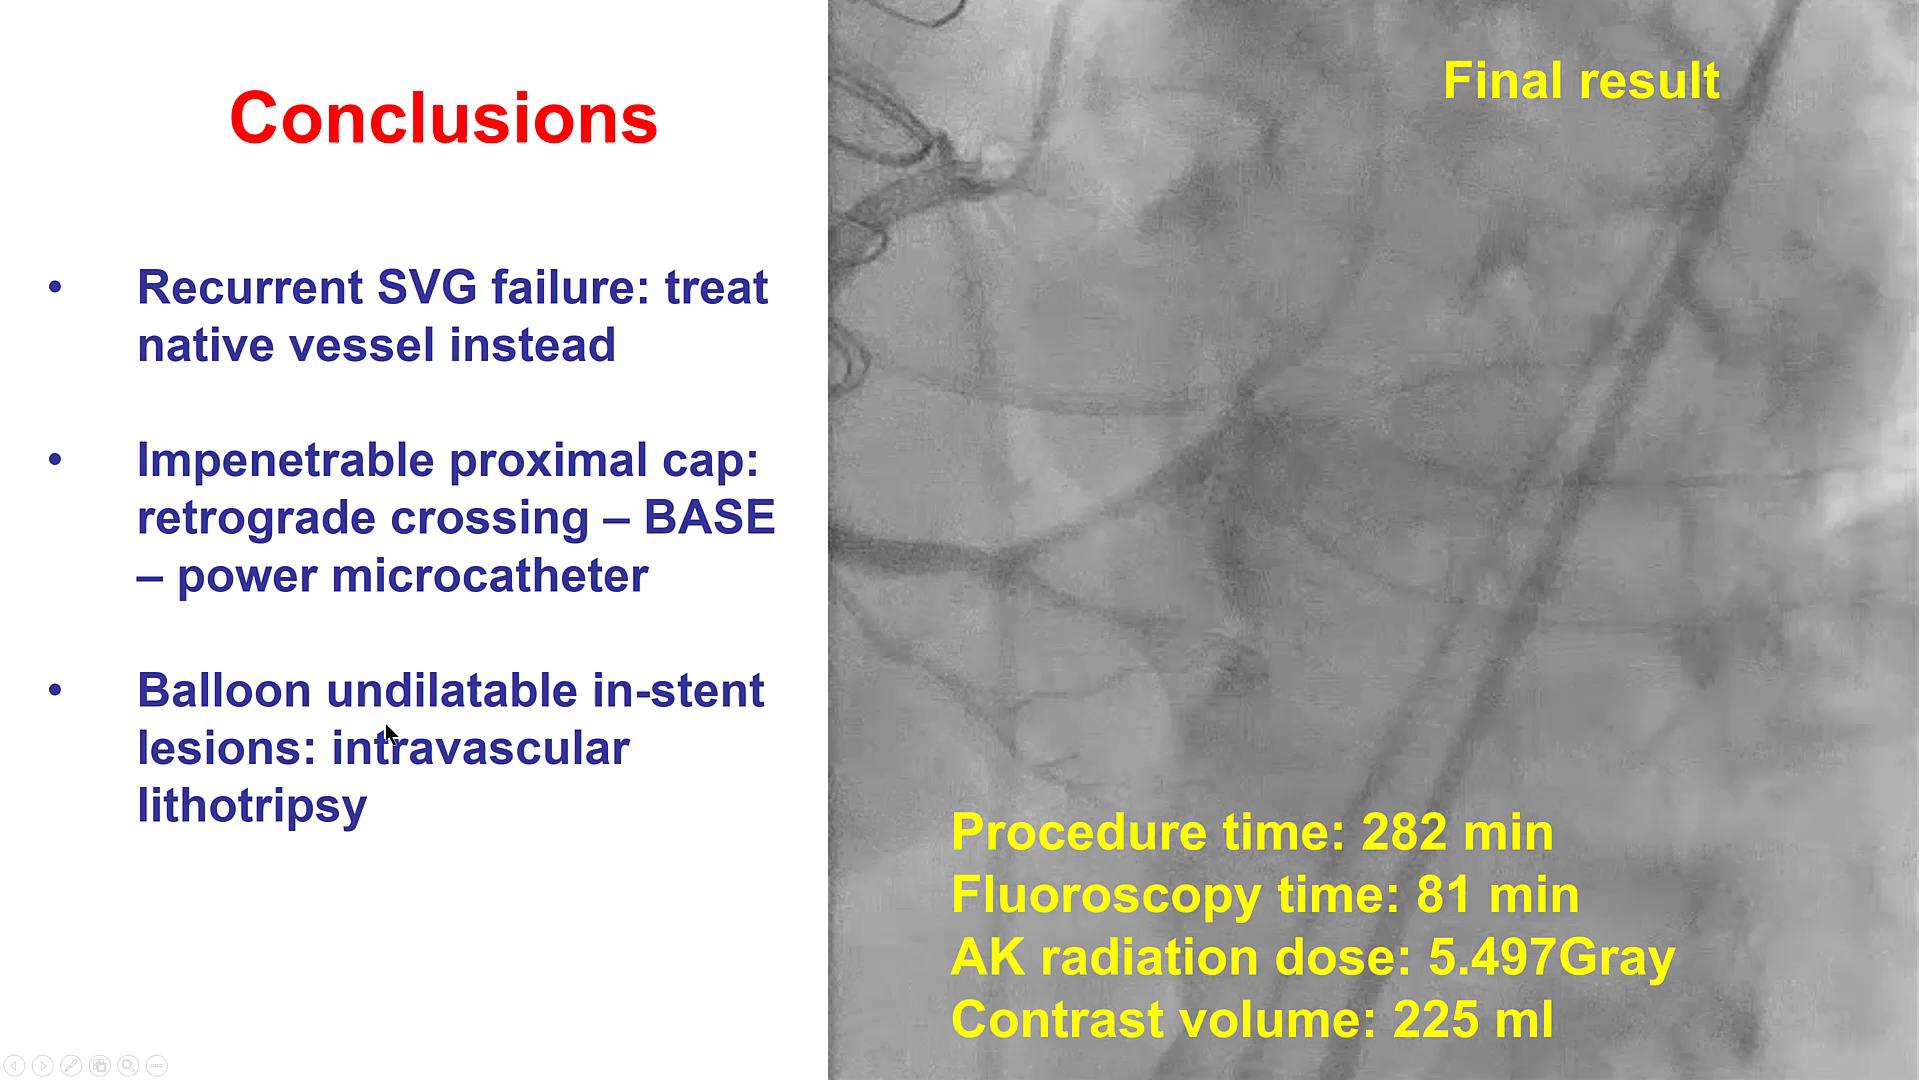 Conclusions
• Recurrent SVG failure: treat
native vessel instead
• Impenetrable proximal cap:
retrograde crossing – BASE
– power microcatheter
• Balloon undilatable in-stent
lesions: intravascular
lithotripsy
Final result
Procedure time: 282 min
Fluoroscopy time: 81 min
AK radiation dose: 5.497Gray
Contrast volume: 225 ml